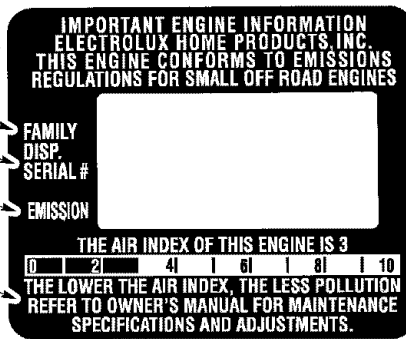 IMPORTANT ENGINE INFORMATION
ELECTROLUX HOME PRODUCTS, INC.
THIS ENGINE CONFORMS TO EMISSIONS
REGULATIONS FOR SMALL OFF ROAD ENGINES
FAMILY
DISP.
SERIAL #
EMISSION
THE AIR INDEX OF THIS ENGINE IS 3
0 2 4 6 8 10
THE LOWER THE AIR INDEX, THE LESS POLLUTION
REFER TO OWNER'S MANUAL FOR MAINTENANCE
SPECIFICATIONS AND ADJUSTMENTS.